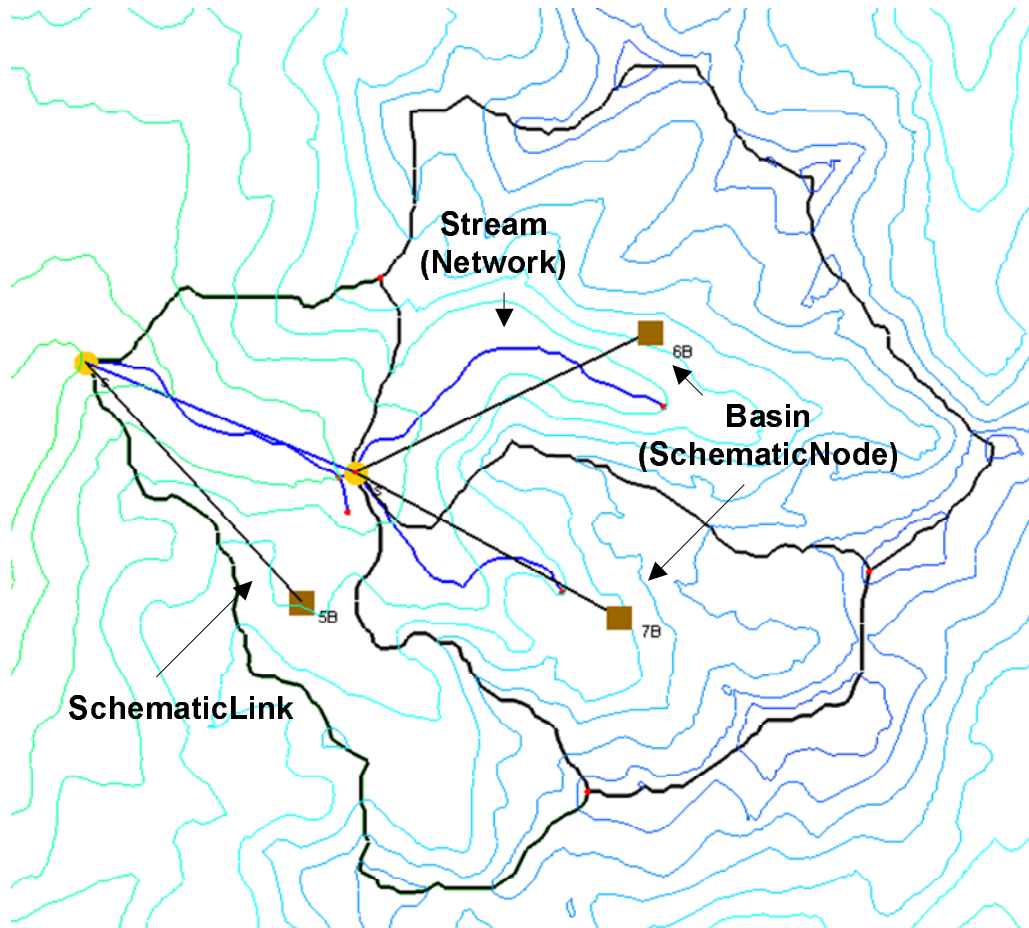 Stream
(Network)
6B
Basin
(SchematicNode)
5B
7B
SchematicLink